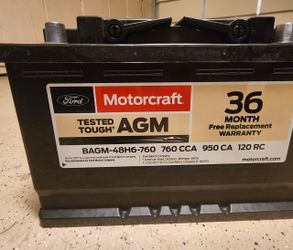 Ford
Motorcraft
TESTED
TOUGH
AGM
36
MONTH
Free Replacement
WARRANTY
BAGM-48H6-760 760 CCA 950 CA 120 RC
motorcraft.com